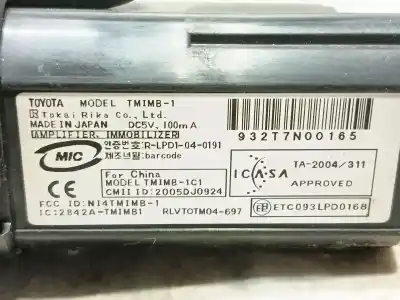 TOYOTA MODEL TMIMB-1
R Tokai Rika Co., Ltd.
MADE IN JAPAN DC5V, 100mA
(AMPLIFIER, IMMOBILIZER)
932T7N00165
MIC
인증번호:R-LPD1-04-0191
제조년월:barcode
For China
MODEL TMIMB-1C1
CMII ID:2005DJ0924
ICASA
TA-2004/311
APPROVED
CE
FCC ID:NI4TMIMB-1
IC:2842A-TMIMB1
RLVTOTM04-697
ETC093LPD0168